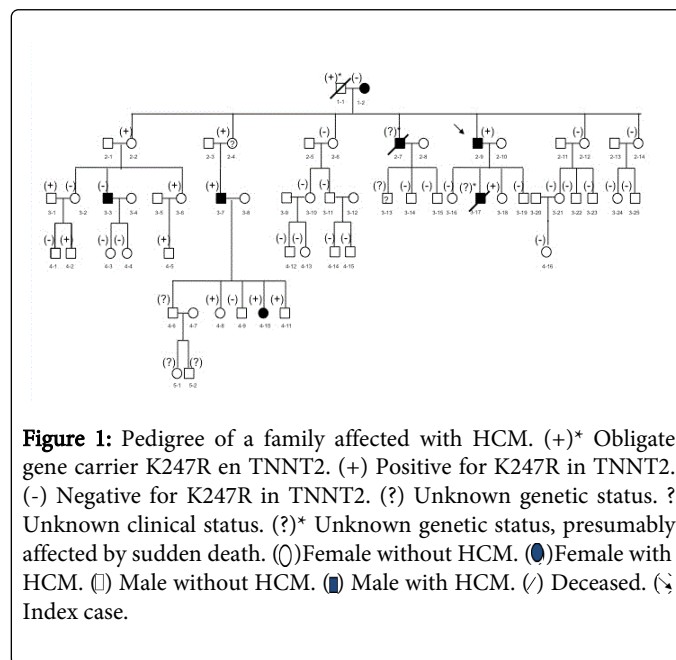 (+)* (-)
1-1 1-2
(+) (+) (-) (?)* (+) (-) (-)
?
2-1 2-2 2-3 2-4 2-5 2-6 2-7 2-8 2-9 2-10 2-11 2-12 2-13 2-14
(+) (-) (-) (+) (+) (-) (-) (?) (-) (-) (-) (?)* (+) (-) (-) (-) (-) (-) (-)
?
3-1 3-2 3-3 3-4 3-5 3-6 3-7 3-8 3-9 3-10 3-11 3-12 3-13 3-14 3-15 3-16 3-17 3-18 3-19 3-20 3-21 3-22 3-23 3-24 3-25
(-) (+) (-) (-) (+) (-) (-) (-) (-) (-)
4-1 4-2 4-3 4-4 4-5 4-12 4-13 4-14 4-15 4-16
(?) (+) (-) (+) (+)
4-6 4-7 4-8 4-9 4-10 4-11
(?) (?)
5-1 5-2
Figure 1: Pedigree of a family affected with HCM. (+)* Obligate
gene carrier K247R en TNNT2. (+) Positive for K247R in TNNT2.
(-) Negative for K247R in TNNT2. (?) Unknown genetic status. ?
Unknown clinical status. (?)* Unknown genetic status, presumably
affected by sudden death. () Female without HCM. () Female with
HCM. () Male without HCM. () Male with HCM. (/) Deceased. (
Index case.